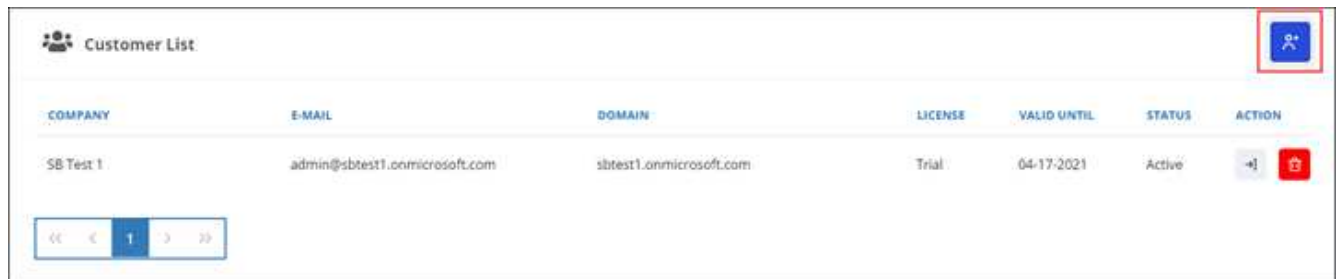 Customer List
COMPANY E-MAIL DOMAIN LICENSE VALID UNTIL STATUS ACTION
SB Test 1 admin@sbtest1.onmicrosoft.com sbtest1.onmicrosoft.com Trial 04-17-2021 Active
<< < 1 > >>